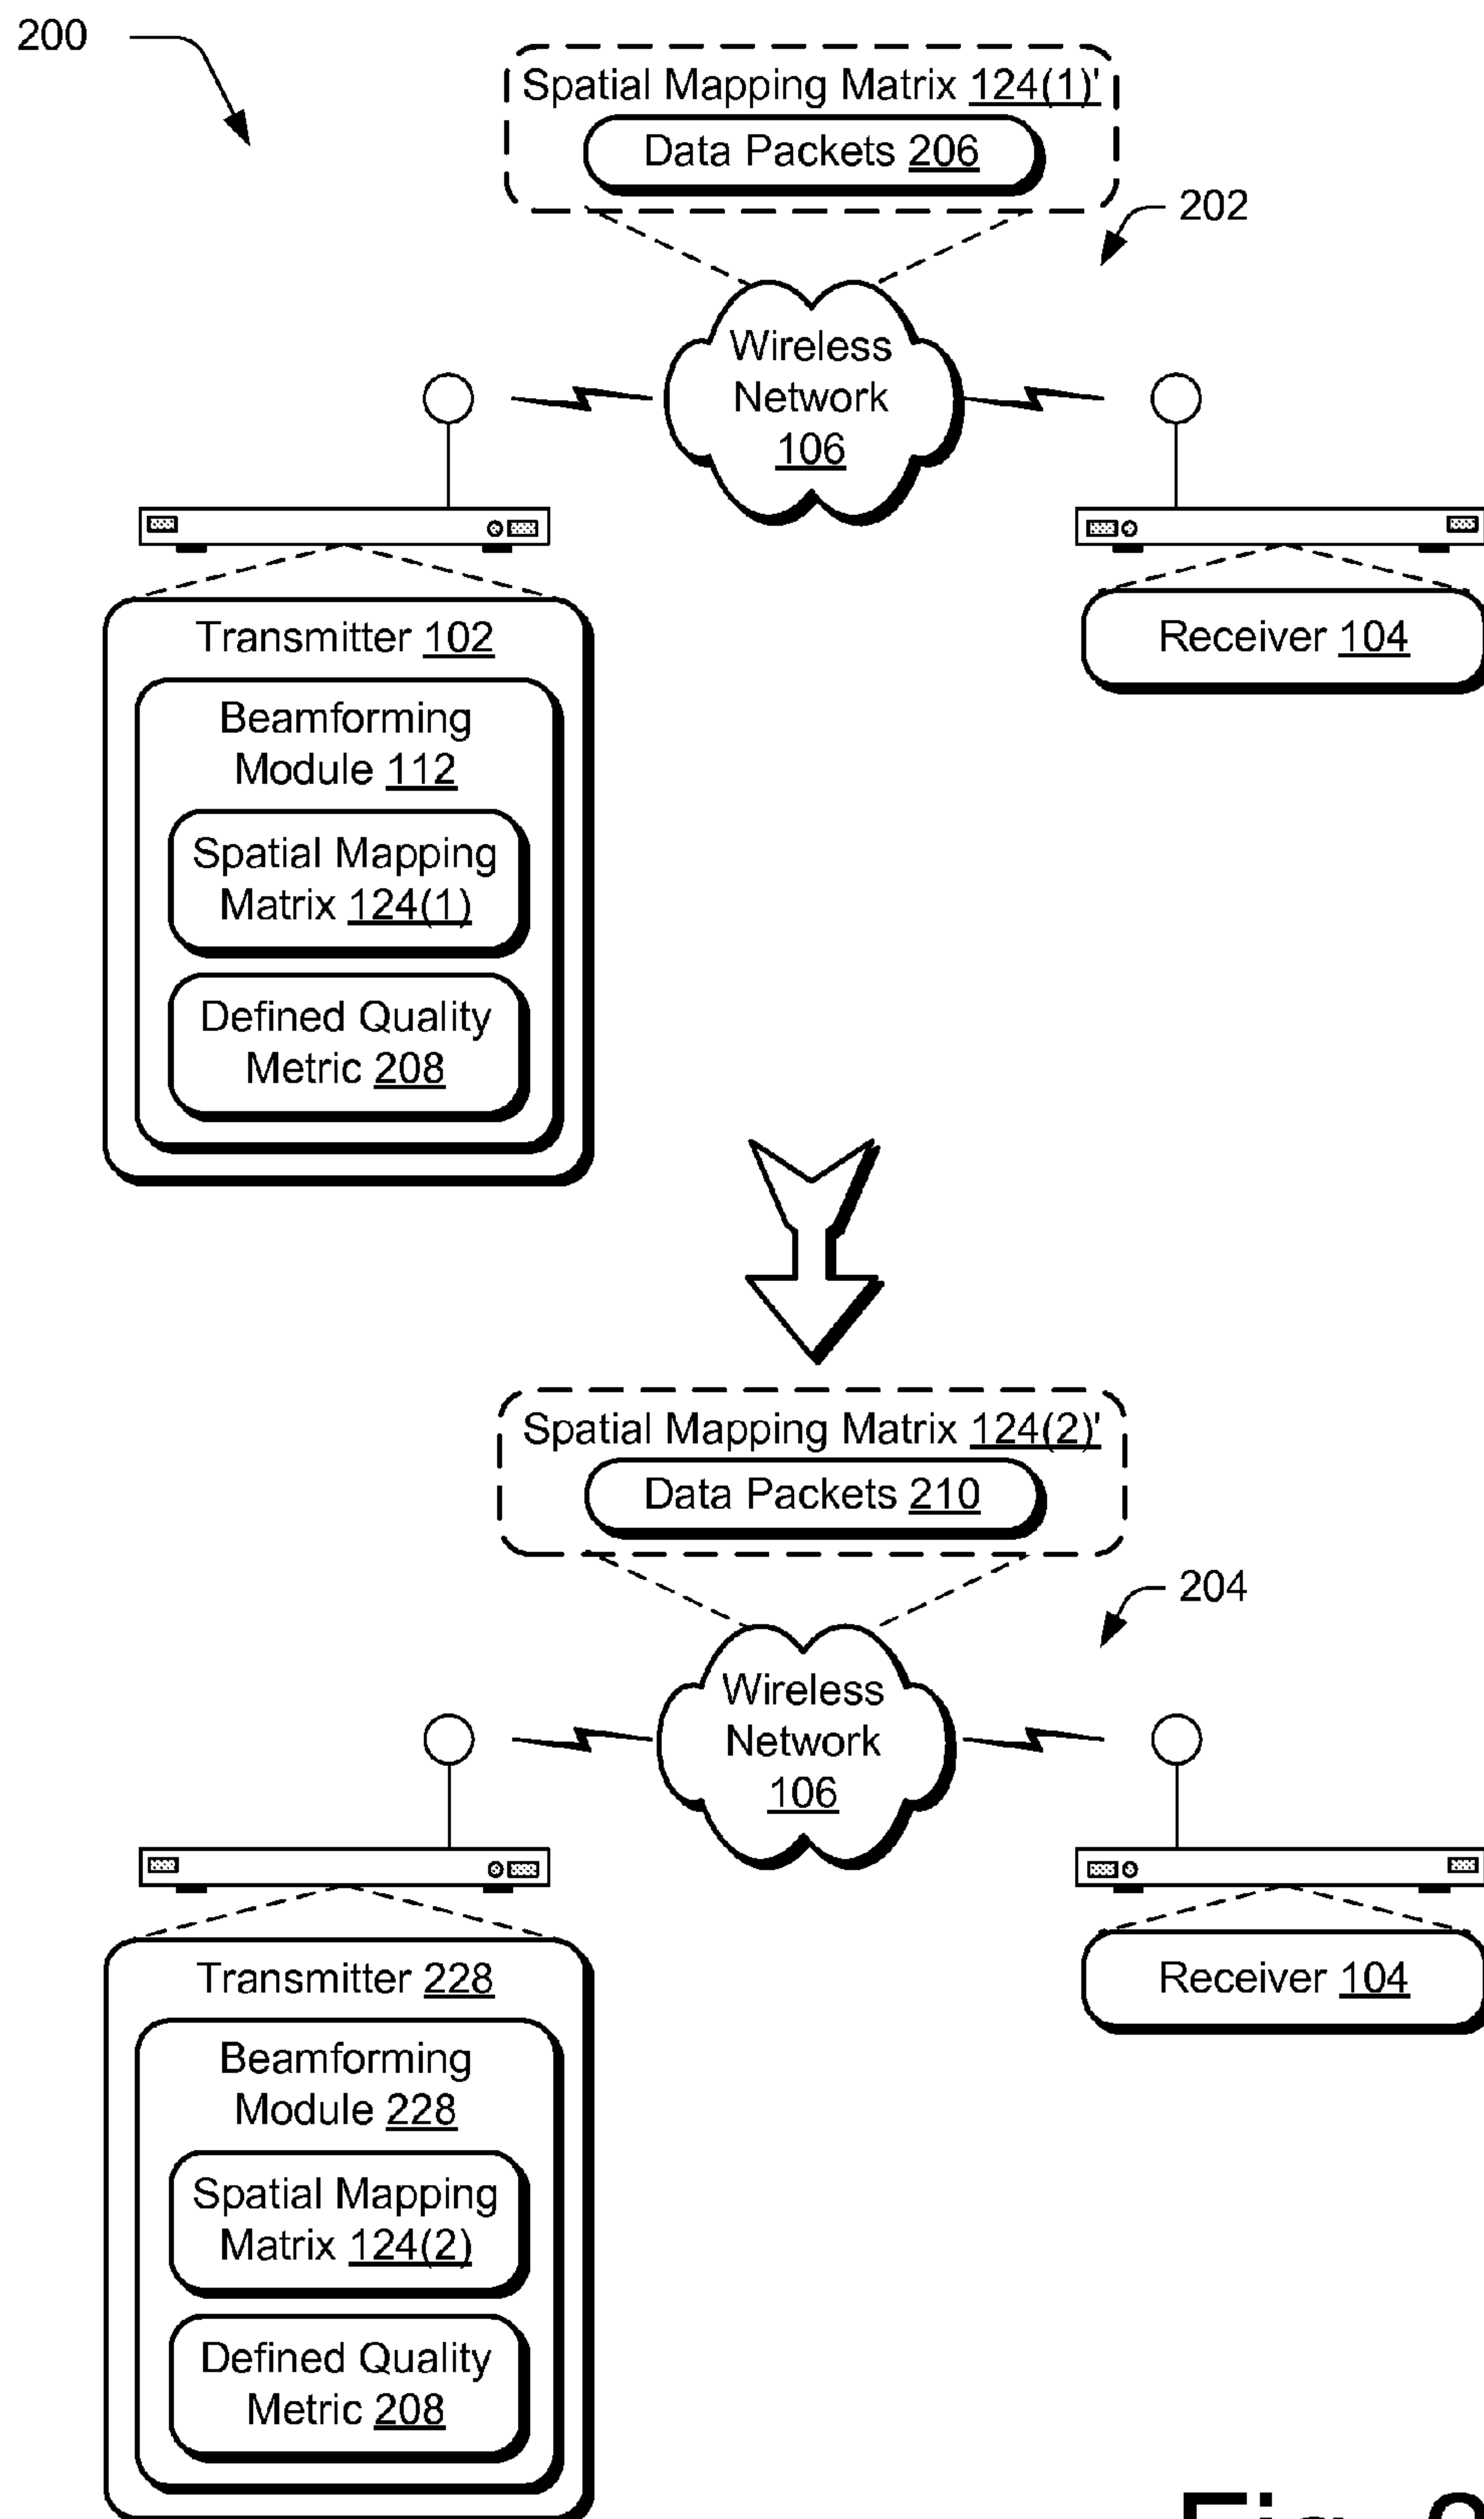 200
Spatial Mapping Matrix 124(1)'
Data Packets 206
202
Wireless
Network
106
Transmitter 102
Receiver 104
Beamforming
Module 112
Spatial Mapping
Matrix 124(1)
Defined Quality
Metric 208
Spatial Mapping Matrix 124(2)'
Data Packets 210
204
Wireless
Network
106
Transmitter 228
Receiver 104
Beamforming
Module 228
Spatial Mapping
Matrix 124(2)
Defined Quality
Metric 208